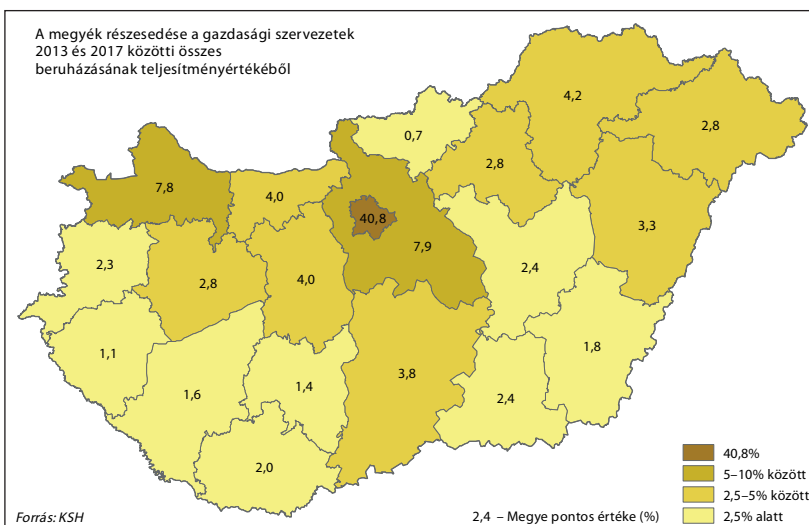 A megyék részesedése a gazdasági szervezetek
2013 és 2017 közötti összes
beruházásának teljesítményértékéből
4,2
0,7
2,8
2,8
7,8
4,0
40,8
3,3
7,9
2,3
2,8
4,0
2,4
1,1
1,8
1,6
1,4
3,8
2,4
2,0
40,8%
5–10% között
2,5–5% között
2,5% alatt
2,4 – Megye pontos értéke (%)
Forrás: KSH